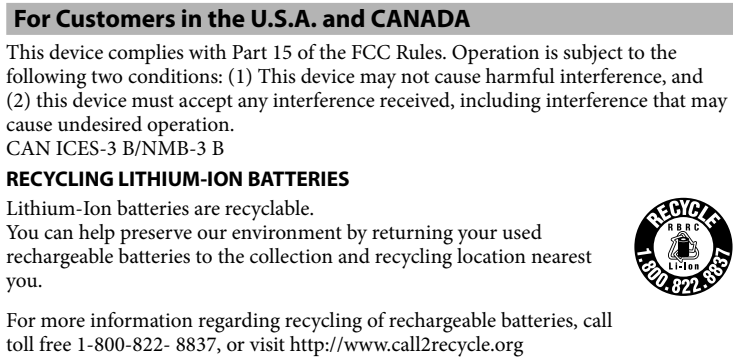 For Customers in the U.S.A. and CANADA
This device complies with Part 15 of the FCC Rules. Operation is subject to the
following two conditions: (1) This device may not cause harmful interference, and
(2) this device must accept any interference received, including interference that may
cause undesired operation.
CAN ICES-3 B/NMB-3 B
RECYCLING LITHIUM-ION BATTERIES
Lithium-Ion batteries are recyclable.
You can help preserve our environment by returning your used
rechargeable batteries to the collection and recycling location nearest
you.
RECYCLE
RBRC
Li-Ion
1.800.822.8837
For more information regarding recycling of rechargeable batteries, call
toll free 1-800-822- 8837, or visit http://www.call2recycle.org